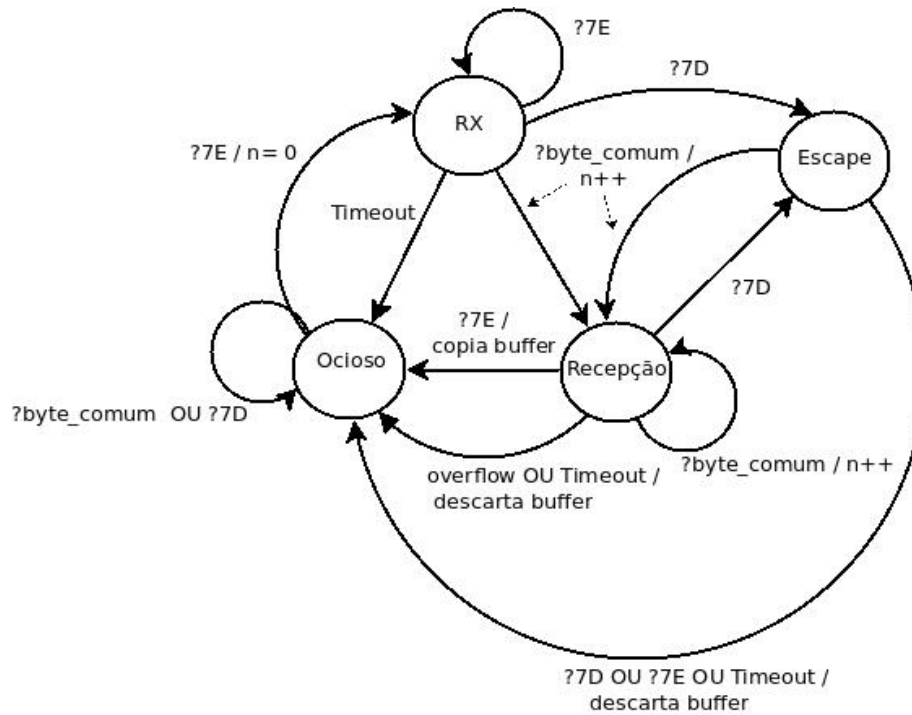 ?7E
?7D
RX
?byte_comum /
n++
Escape
?7E / n= 0
Timeout
?7D
?7E /
copia buffer
Ocioso
Recepção
?byte_comum OU ?7D
?byte_comum / n++
overflow OU Timeout /
descarta buffer
?7D OU ?7E OU Timeout /
descarta buffer